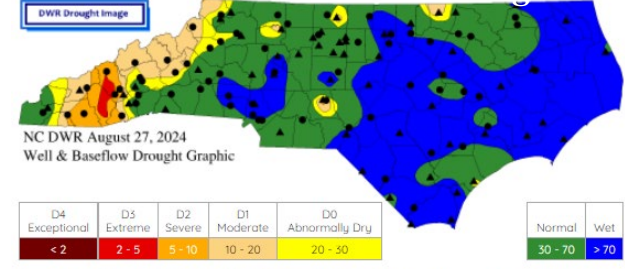 DWR Drought Image
NC DWR August 27, 2024
Well & Baseflow Drought Graphic
D4 D3 D2 D1 D0
Exceptional Extreme Severe Moderate Abnormally Dry Normal Wet
< 2 2 - 5 5 - 10 10 - 20 20 - 30 30 - 70 > 70